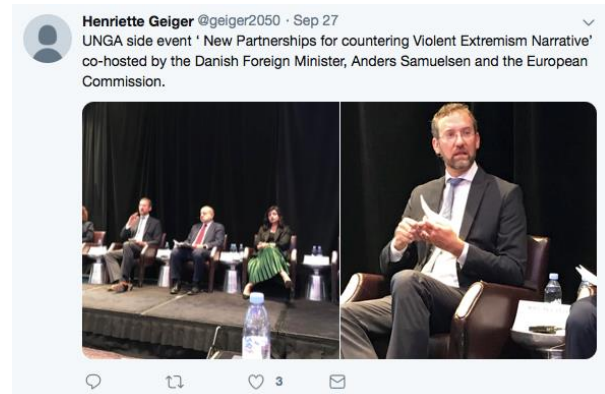 Henriette Geiger @geiger2050 · Sep 27
UNGA side event ‘ New Partnerships for countering Violent Extremism Narrative’
co-hosted by the Danish Foreign Minister, Anders Samuelsen and the European
Commission.
3